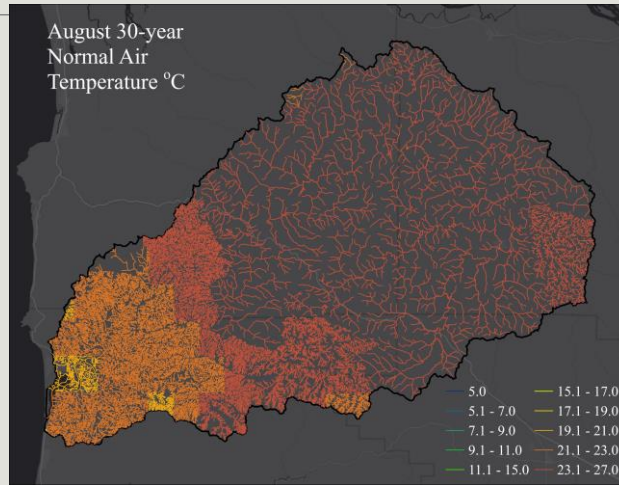 August 30-year
Normal Air
Temperature °C
5.0
5.1 - 7.0
7.1 - 9.0
9.1 - 11.0
11.1 - 15.0
15.1 - 17.0
17.1 - 19.0
19.1 - 21.0
21.1 - 23.0
23.1 - 27.0